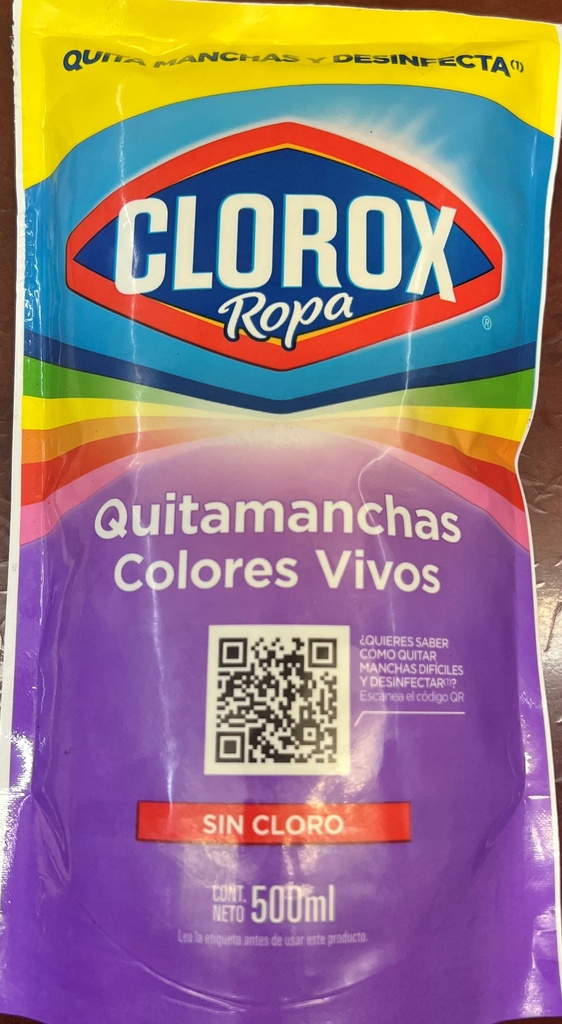 QUITA MANCHAS Y DESINFECTA(1)
CLOROX
Ropa
®
Quitamanchas
Colores Vivos
¿QUIERES SABER
CÓMO QUITAR
MANCHAS DIFÍCILES
Y DESINFECTAR(1)?
Escanea el código QR
SIN CLORO
CONT.
NETO 500ml
Lea la etiqueta antes de usar este producto.